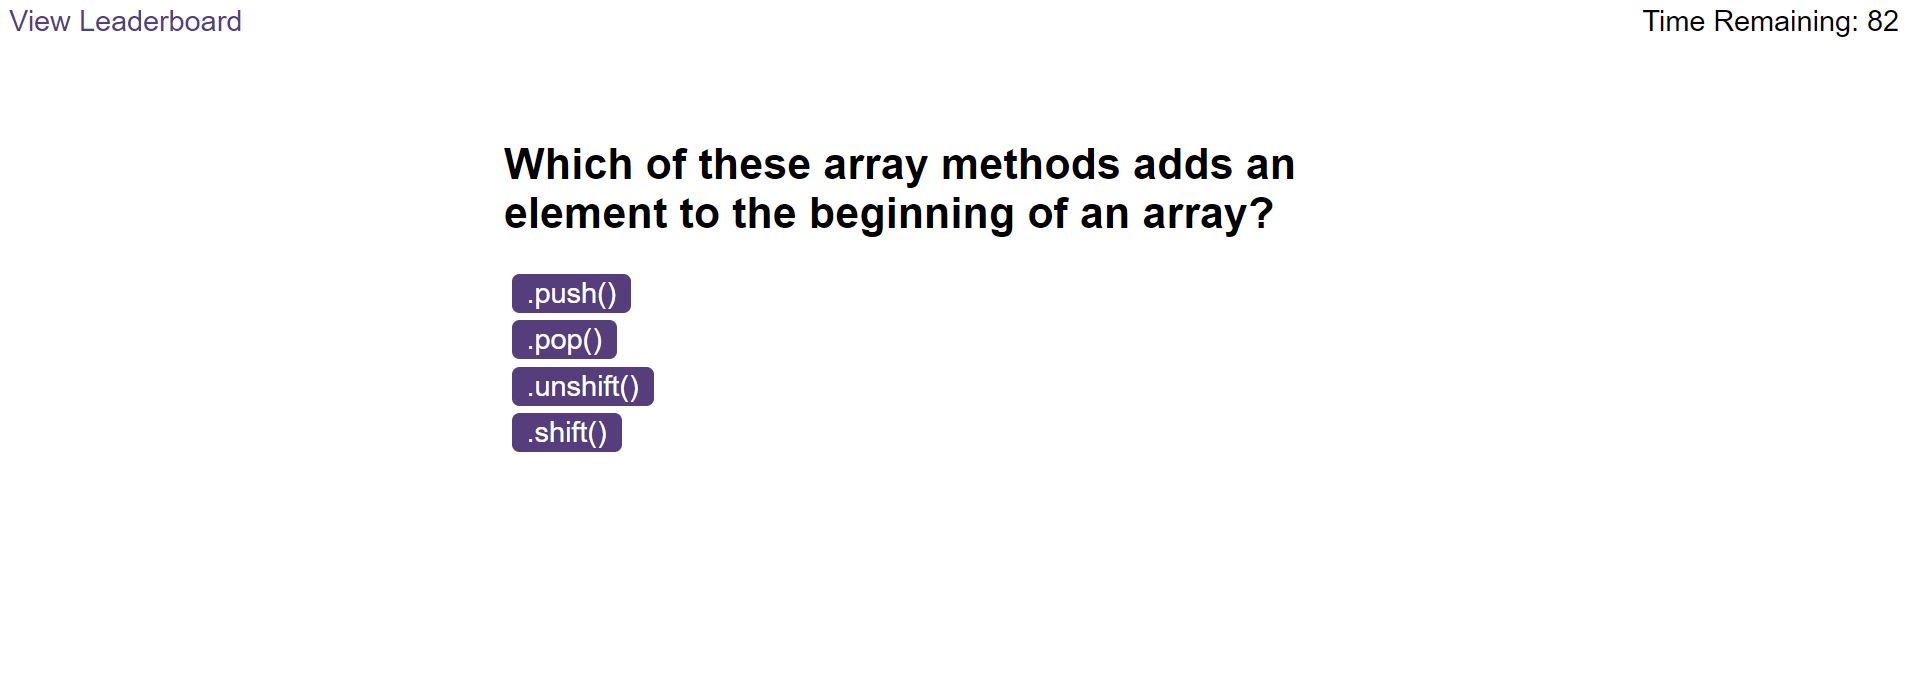 View Leaderboard
Time Remaining: 82
Which of these array methods adds an
element to the beginning of an array?
.push()
.pop()
.unshift()
.shift()